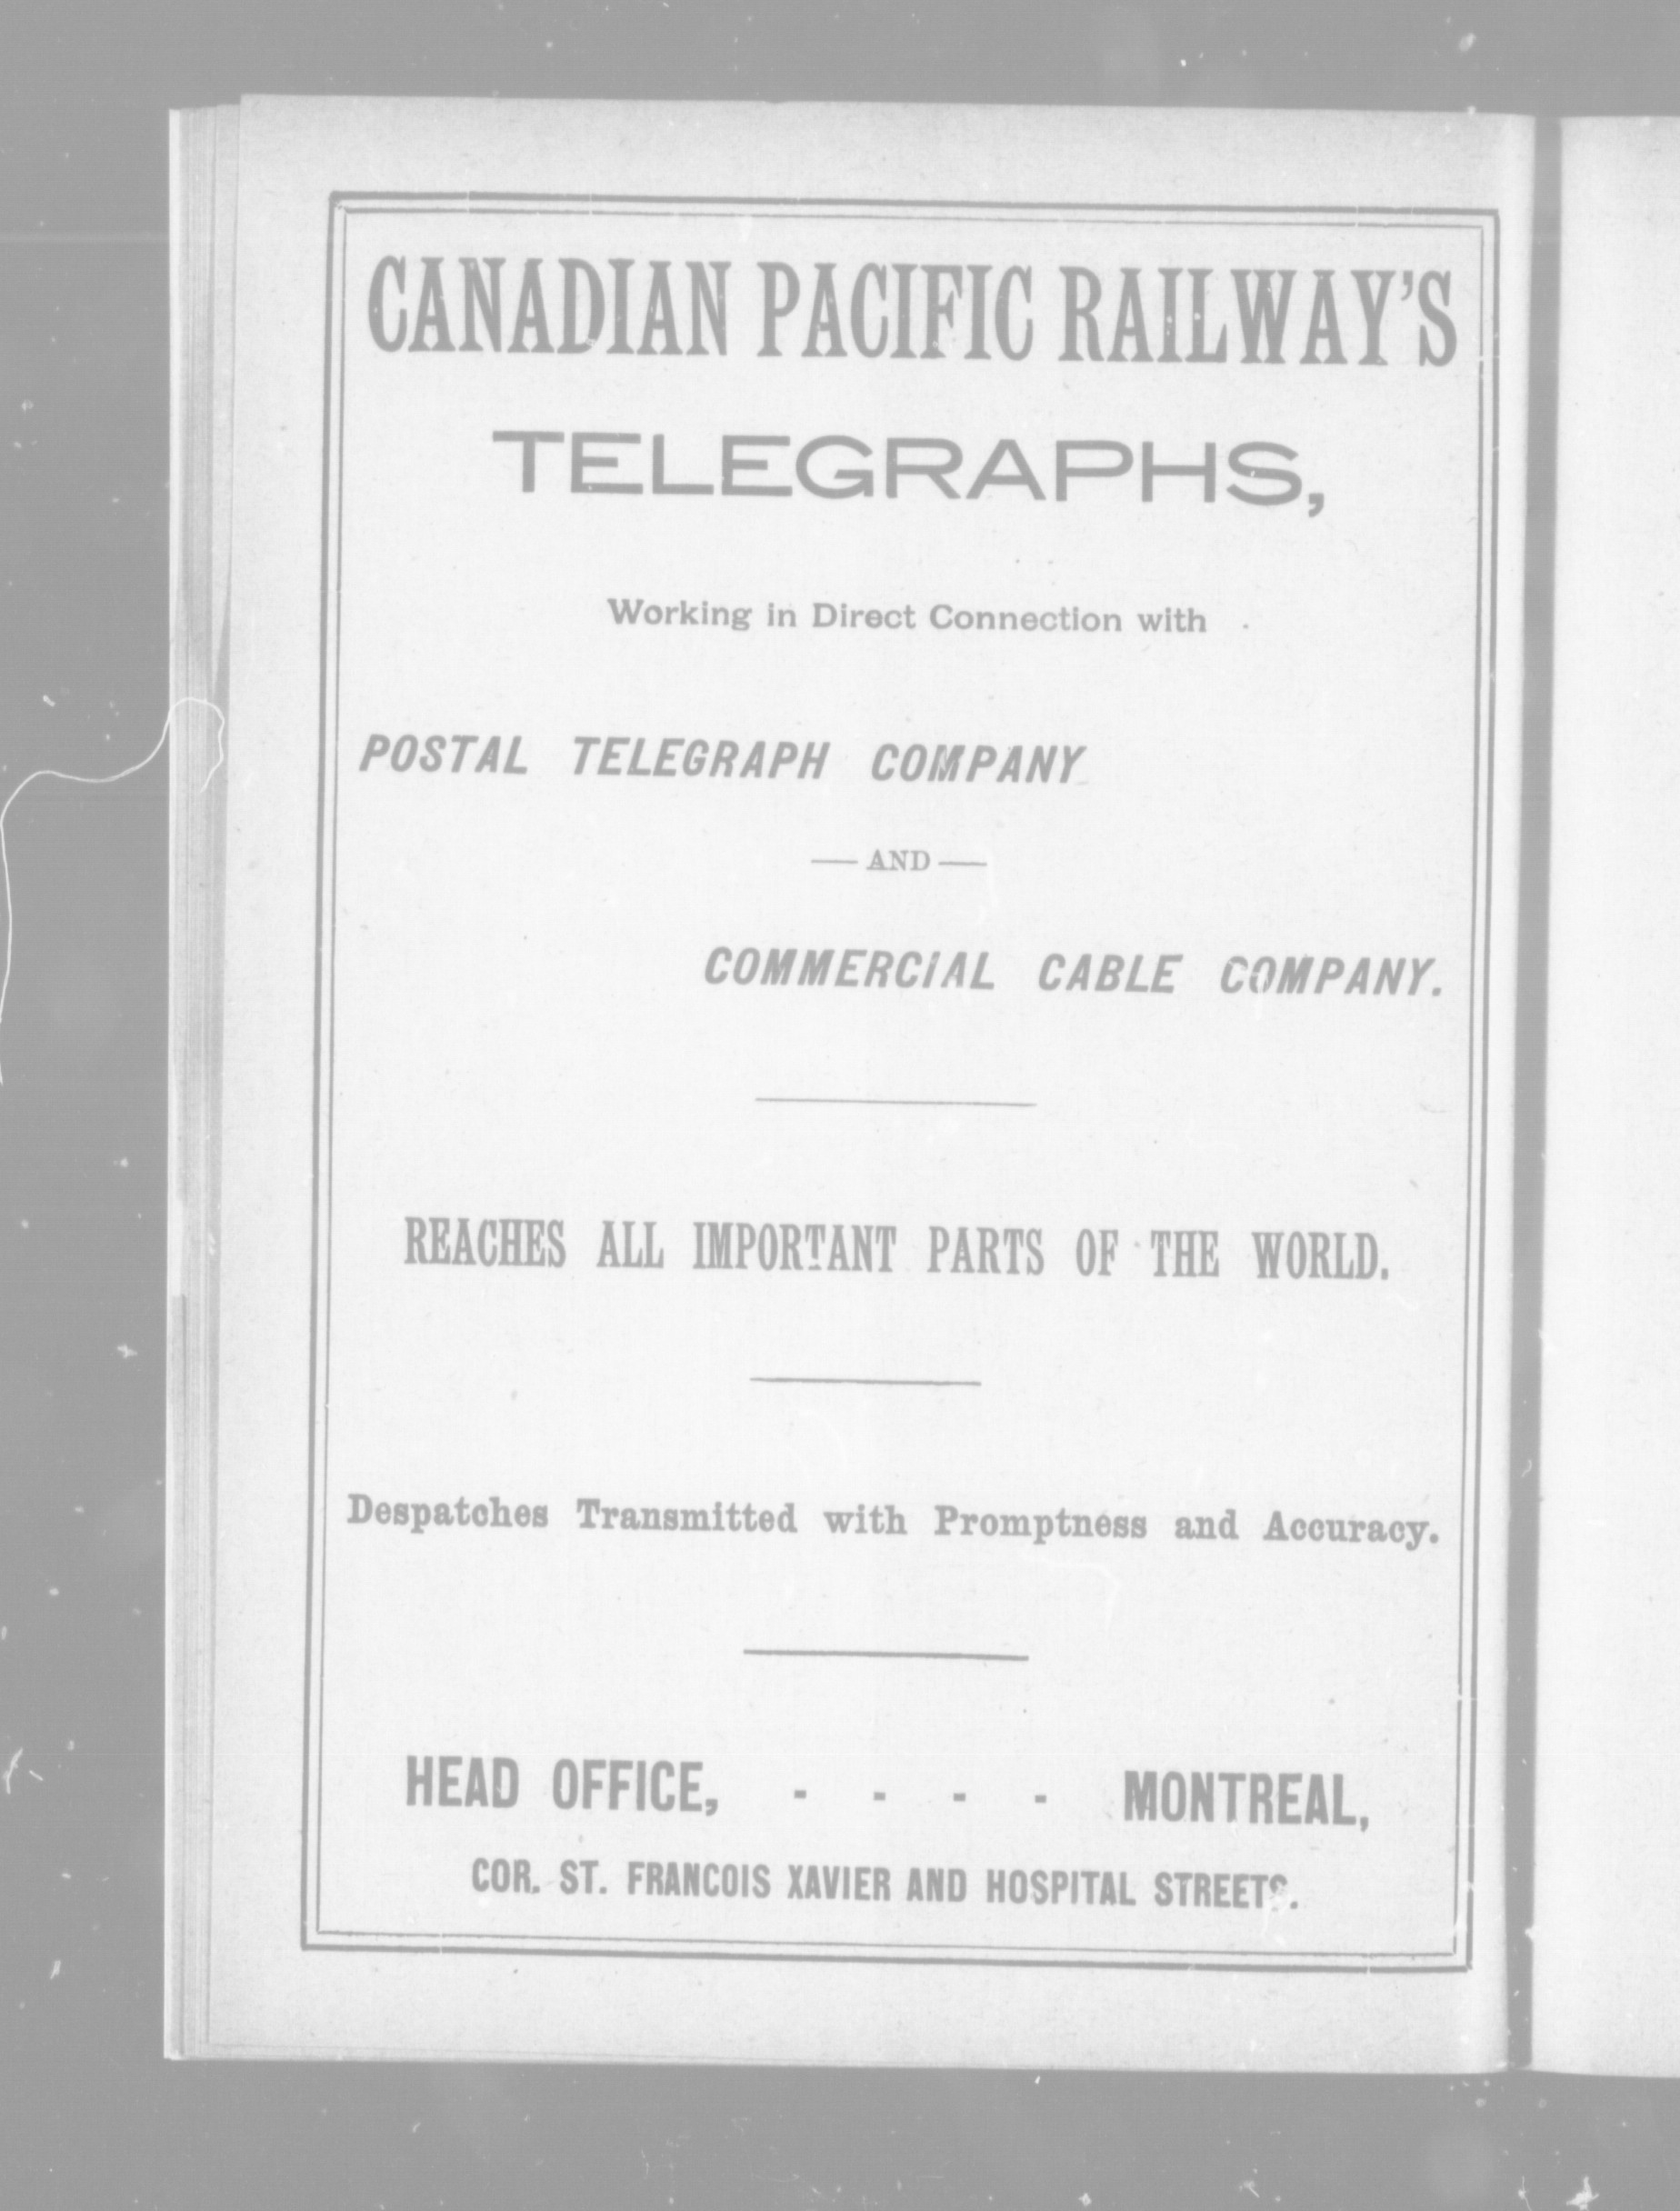 CANADIAN PACIFIC RAILWAY'S
TELEGRAPHS,
Working in Direct Connection with
POSTAL TELEGRAPH COMPANY
— AND —
COMMERCIAL CABLE COMPANY.
REACHES ALL IMPORTANT PARTS OF THE WORLD.
Despatches Transmitted with Promptness and Accuracy.
HEAD OFFICE, - - - - MONTREAL,
COR. ST. FRANCOIS XAVIER AND HOSPITAL STREETS.